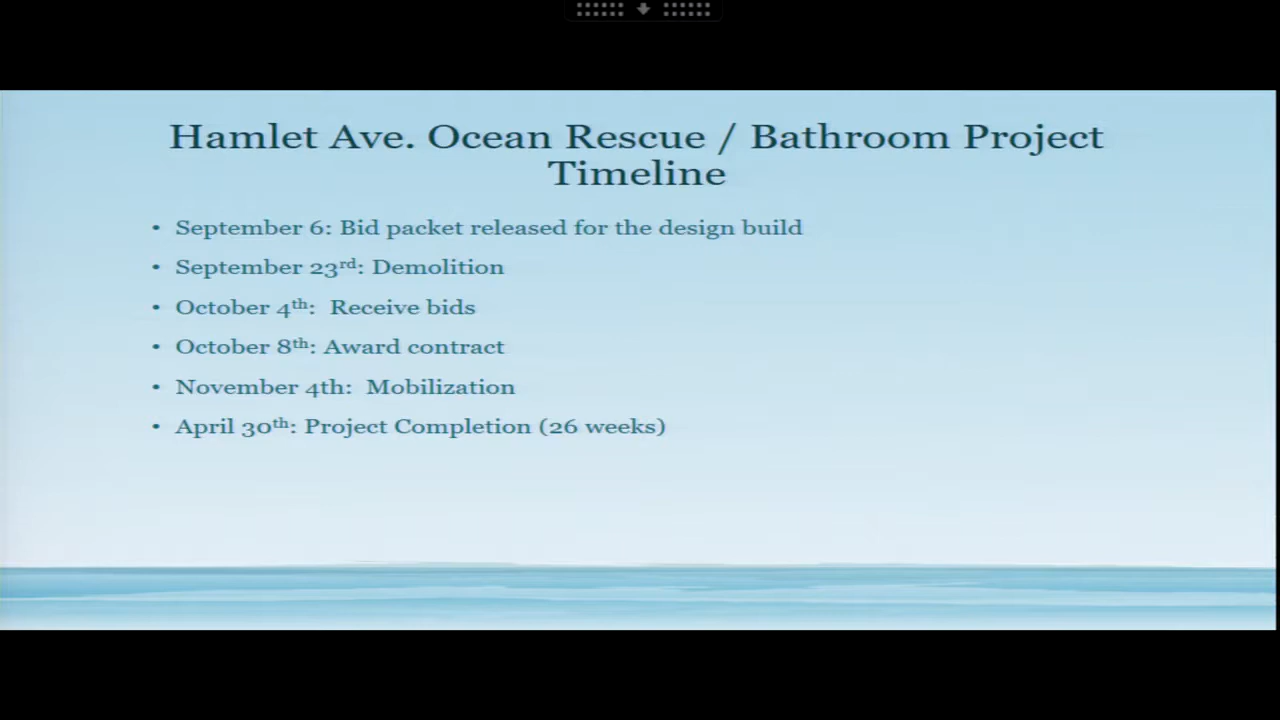 Hamlet Ave. Ocean Rescue / Bathroom Project
Timeline
• September 6: Bid packet released for the design build
• September 23rd: Demolition
• October 4th:  Receive bids
• October 8th: Award contract
• November 4th:  Mobilization
• April 30th: Project Completion (26 weeks)